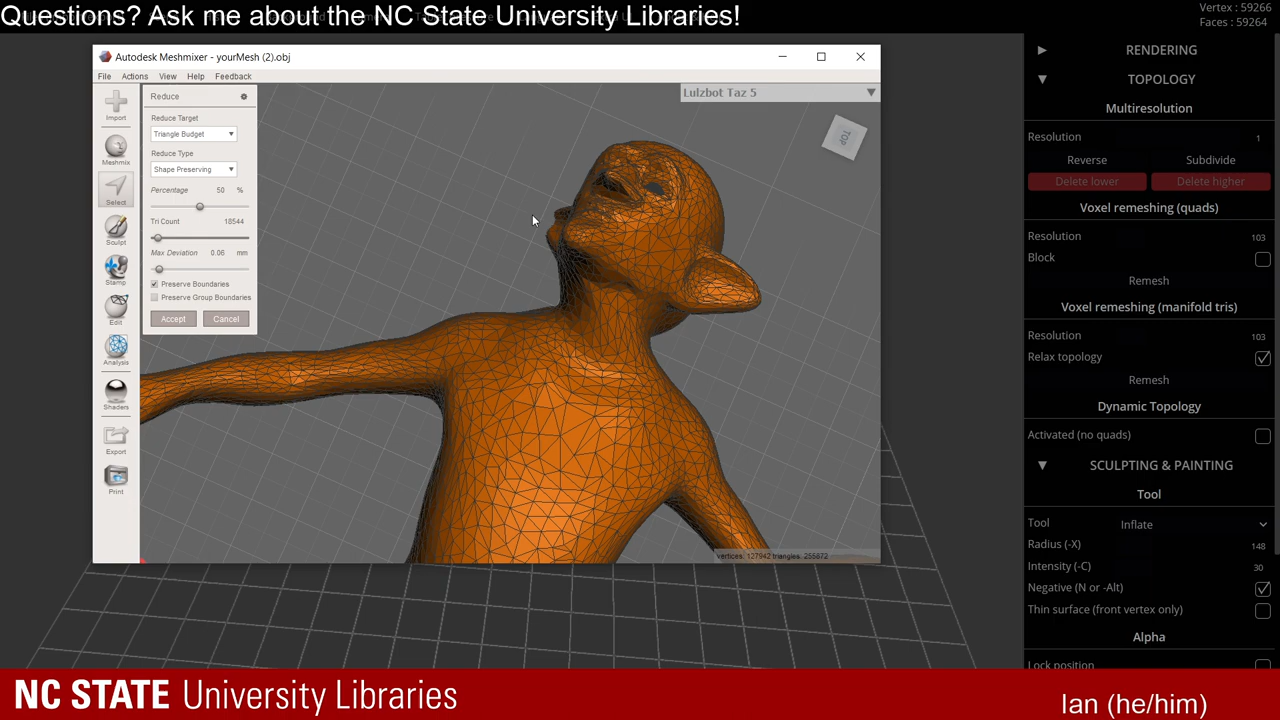 Questions? Ask me about the NC State University Libraries!
Vertex : 59266
Faces : 59264
Autodesk Meshmixer - yourMesh (2).obj
File Actions View Help Feedback
Lulzbot Taz 5
TOP
Import
Meshmix
Select
Sculpt
Stamp
Edit
Analysis
Shaders
Export
Print
Reduce
Reduce Target
Triangle Budget
Reduce Type
Shape Preserving
Percentage 50 %
Tri Count 18544
Max Deviation 0.06 mm
Preserve Boundaries
Preserve Group Boundaries
Accept Cancel
vertices: 127942 triangles: 255872
RENDERING
TOPOLOGY
Multiresolution
Resolution 1
Reverse Subdivide
Delete lower Delete higher
Voxel remeshing (quads)
Resolution 103
Block
Remesh
Voxel remeshing (manifold tris)
Resolution 103
Relax topology
Remesh
Dynamic Topology
Activated (no quads)
SCULPTING & PAINTING
Tool
Tool Inflate
Radius (-X) 148
Intensity (-C) 30
Negative (N or -Alt)
Thin surface (front vertex only)
Alpha
Lock position
NC STATE University Libraries
Ian (he/him)